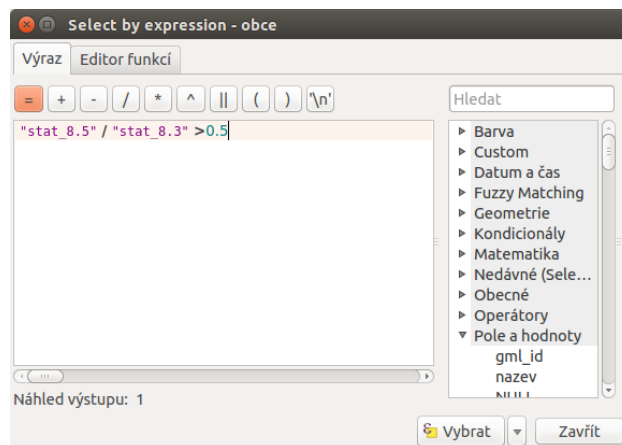 Select by expression - obce
Výraz
Editor funkcí
= + - / * ^ || ( ) '\n'
Hledat
"stat_8.5" / "stat_8.3" >0.5
Barva
Custom
Datum a čas
Fuzzy Matching
Geometrie
Kondicionály
Matematika
Nedávné (Sele…
Obecné
Operátory
Pole a hodnoty
gml_id
nazev
NULL
Náhled výstupu: 1
Vybrat
Zavřít